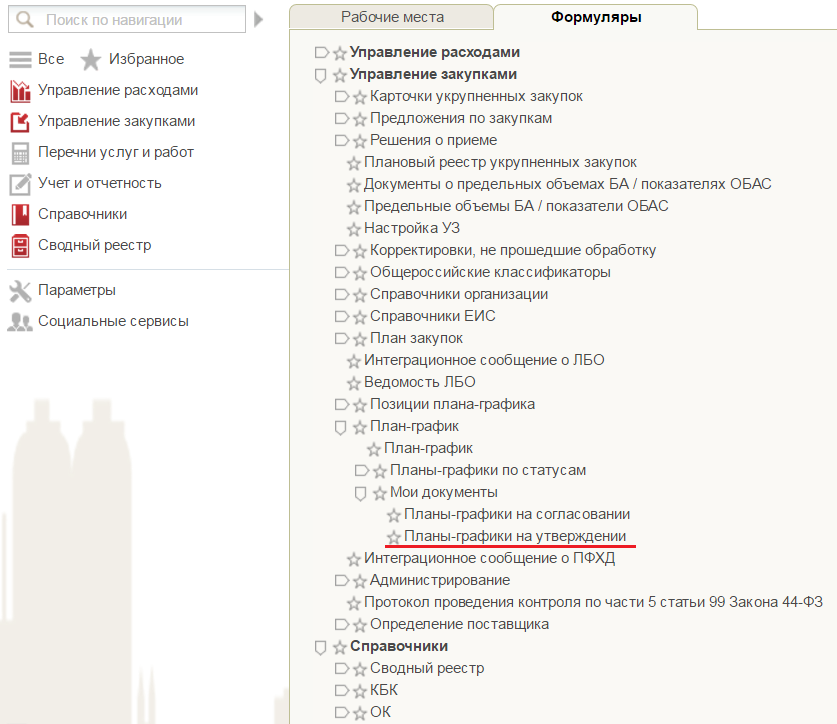 Поиск по навигации
Все
Избранное
Управление расходами
Управление закупками
Перечни услуг и работ
Учет и отчетность
Справочники
Сводный реестр
Параметры
Социальные сервисы
Рабочие места
Формуляры
Управление расходами
Управление закупками
Карточки укрупненных закупок
Предложения по закупкам
Решения о приеме
Плановый реестр укрупненных закупок
Документы о предельных объемах БА / показателях ОБАС
Предельные объемы БА / показатели ОБАС
Настройка УЗ
Корректировки, не прошедшие обработку
Общероссийские классификаторы
Справочники организации
Справочники ЕИС
План закупок
Интеграционное сообщение о ЛБО
Ведомость ЛБО
Позиции плана-графика
План-график
План-график
Планы-графики по статусам
Мои документы
Планы-графики на согласовании
Планы-графики на утверждении
Интеграционное сообщение о ПФХД
Администрирование
Протокол проведения контроля по части 5 статьи 99 Закона 44-ФЗ
Определение поставщика
Справочники
Сводный реестр
КБК
ОК